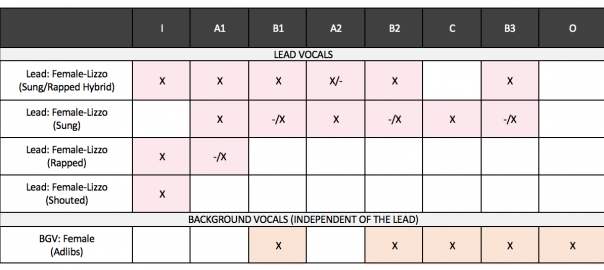 I A1 B1 A2 B2 C B3 O
LEAD VOCALS
Lead: Female-Lizzo
(Sung/Rapped Hybrid) X X X X/- X X
Lead: Female-Lizzo
(Sung) X -/X X -/X X -/X
Lead: Female-Lizzo
(Rapped) X -/X
Lead: Female-Lizzo
(Shouted) X
BACKGROUND VOCALS (INDEPENDENT OF THE LEAD)
BGV: Female
(Adlibs) X X X X X